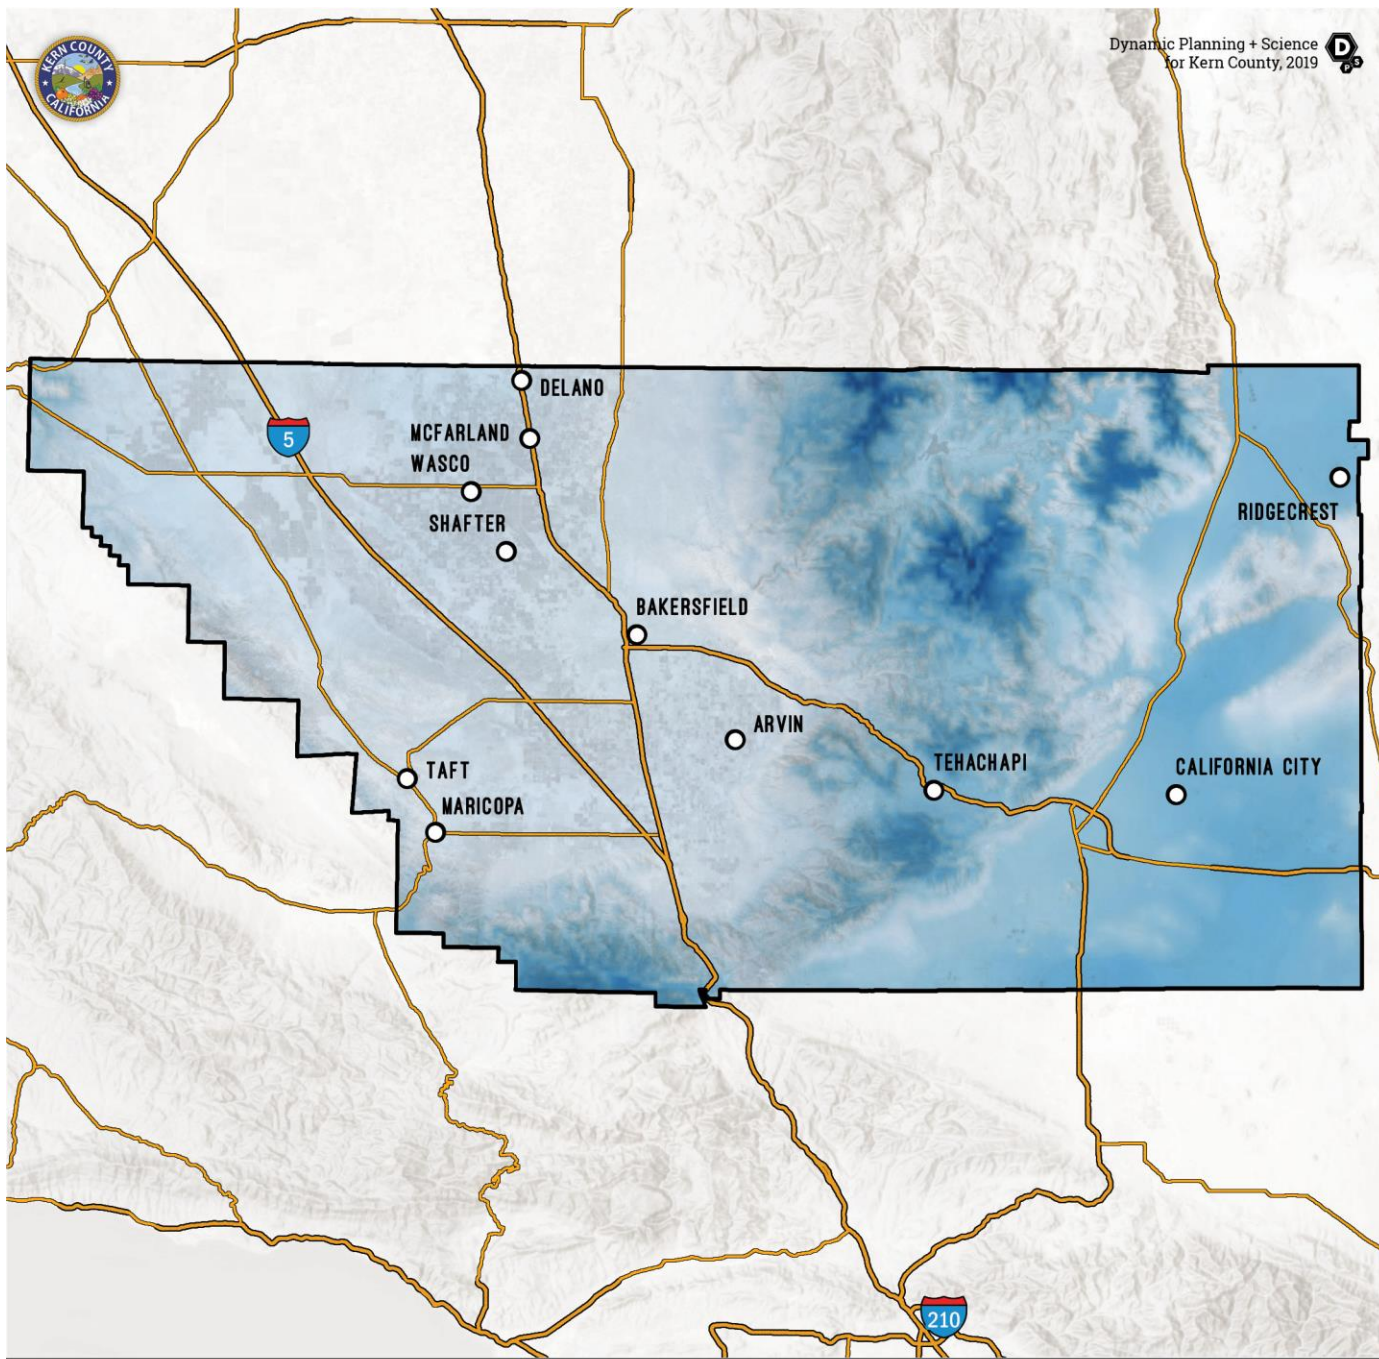 KERN COUNTY
CALIFORNIA
Dynamic Planning + Science
for Kern County, 2019
D
P S
DELANO
5
MCFARLAND
WASCO
RIDGECREST
SHAFTER
BAKERSFIELD
ARVIN
TEHACHAPI
CALIFORNIA CITY
TAFT
MARICOPA
210